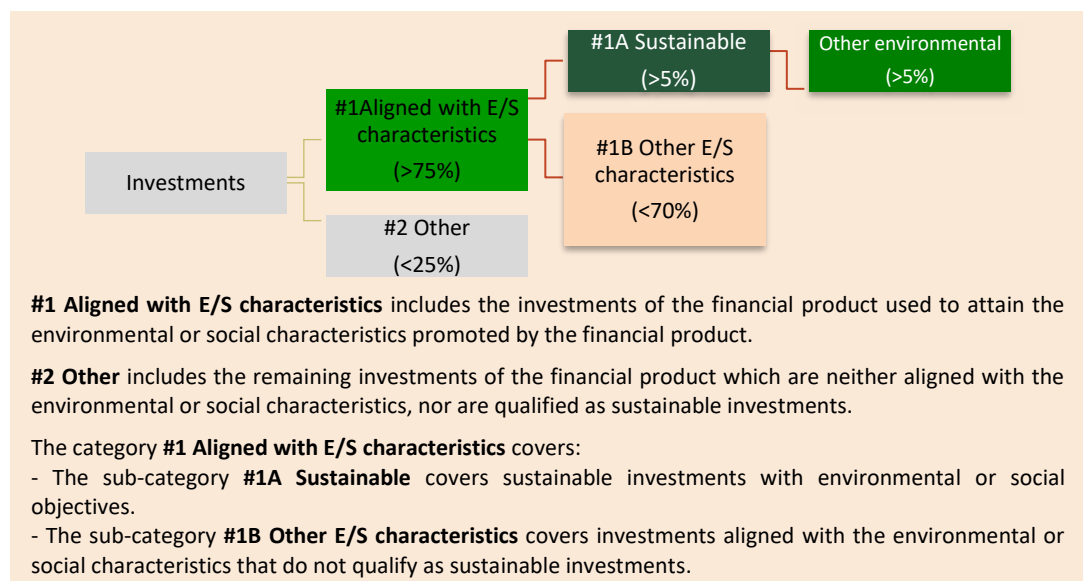 #1A Sustainable
(>5%)
Other environmental
(>5%)
#1Aligned with E/S
characteristics
(>75%)
#1B Other E/S
characteristics
(<70%)
Investments
#2 Other
(<25%)
#1 Aligned with E/S characteristics includes the investments of the financial product used to attain the
environmental or social characteristics promoted by the financial product.
#2 Other includes the remaining investments of the financial product which are neither aligned with the
environmental or social characteristics, nor are qualified as sustainable investments.
The category #1 Aligned with E/S characteristics covers:
- The sub-category #1A Sustainable covers sustainable investments with environmental or social
objectives.
- The sub-category #1B Other E/S characteristics covers investments aligned with the environmental or
social characteristics that do not qualify as sustainable investments.